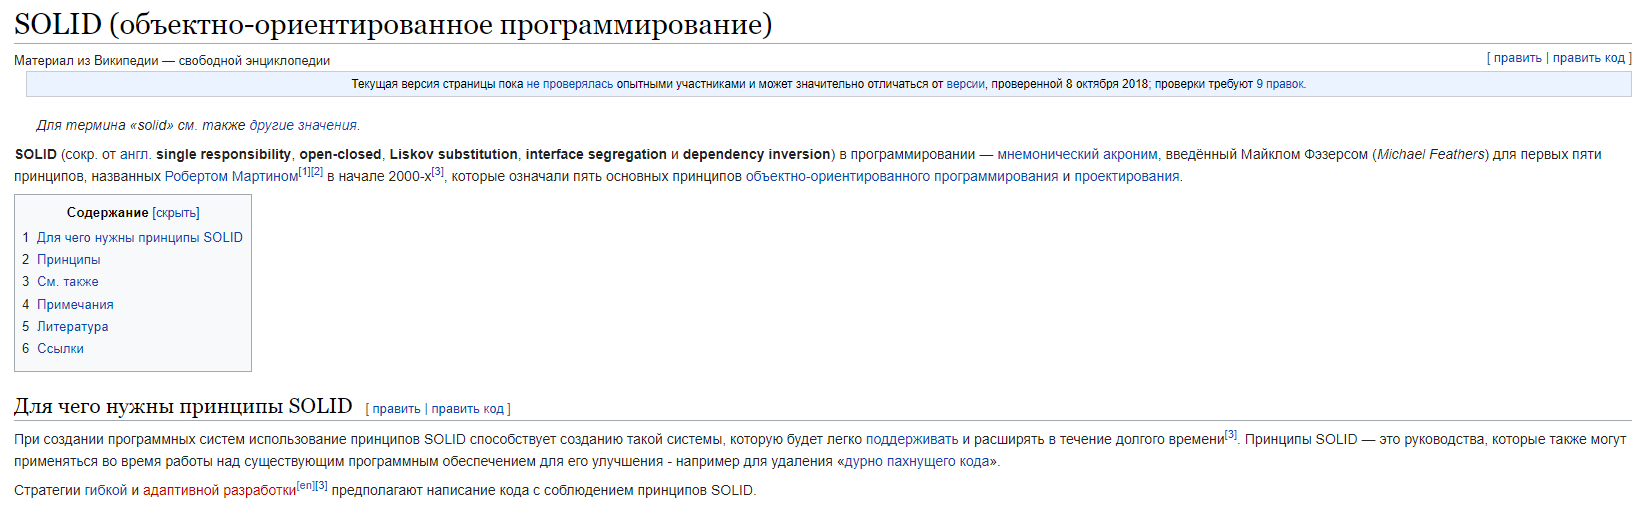 SOLID (объектно-ориентированное программирование)
Материал из Википедии — свободной энциклопедии
[ править | править код ]
Текущая версия страницы пока не проверялась опытными участниками и может значительно отличаться от версии, проверенной 8 октября 2018; проверки требуют 9 правок.
Для термина «solid» см. также другие значения.
SOLID (сокр. от англ. single responsibility, open-closed, Liskov substitution, interface segregation и dependency inversion) в программировании — мнемонический акроним, введённый Майклом Фэзерсом (Michael Feathers) для первых пяти
принципов, названных Робертом Мартином[1][2] в начале 2000-х[3], которые означали пять основных принципов объектно-ориентированного программирования и проектирования.
Содержание [скрыть]
1 Для чего нужны принципы SOLID
2 Принципы
3 См. также
4 Примечания
5 Литература
6 Ссылки
Для чего нужны принципы SOLID [ править | править код ]
При создании программных систем использование принципов SOLID способствует созданию такой системы, которую будет легко поддерживать и расширять в течение долгого времени[3]. Принципы SOLID — это руководства, которые также могут
применяться во время работы над существующим программным обеспечением для его улучшения - например для удаления «дурно пахнущего кода».
Стратегии гибкой и адаптивной разработки[en][3] предполагают написание кода с соблюдением принципов SOLID.